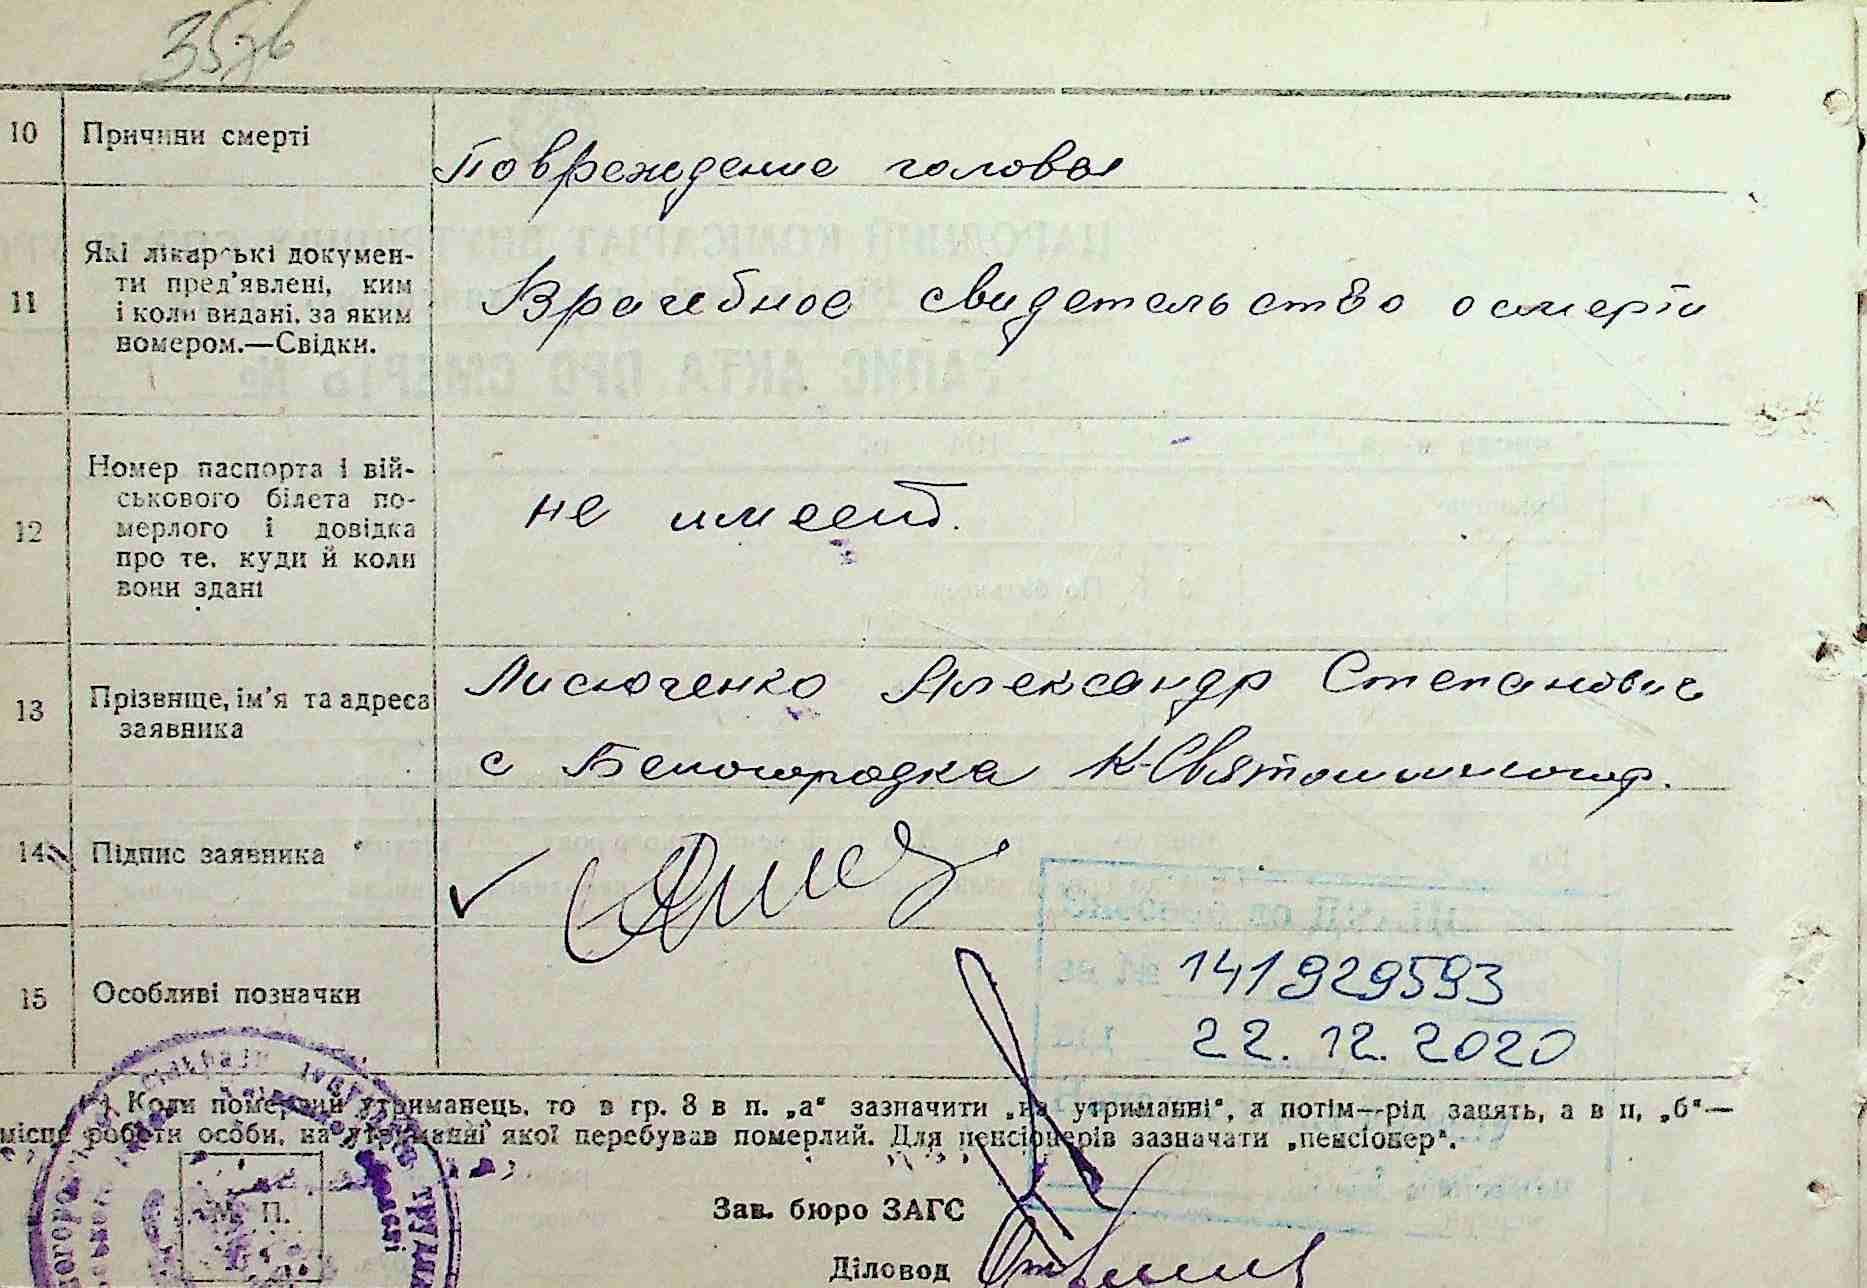 10 Причини смерті
Повреждение головы
11 Які лікарські докумен-
ти пред'явлені, ким
і коли видані, за яким
номером.—Свідки.
Врачебное свидетельство о смерти
12 Номер паспорта і вій-
ськового білета по-
мерлого і довідка
про те, куди й коли
вони здані
не имеет.
13 Прізвище, ім'я та адреса
заявника
Лисюченко Александр Степанович
с Белогородка К-Святошинского р.
14 Підпис заявника
15 Особливі позначки
141929593
22.12.2020
*) Коли померлий утриманець, то в гр. 8 в п. „а“ зазначити „на утриманні“, а потім—рід занять, а в п. „б“—
місце роботи особи, на утриманні якої перебував померлий. Для пенсіонерів зазначати „пенсіонер“.
М. П.
Зав. бюро ЗАГС
Діловод